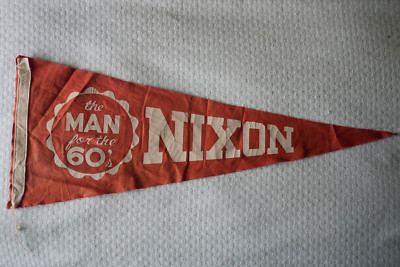 the
MAN
for the
60's
NIXON